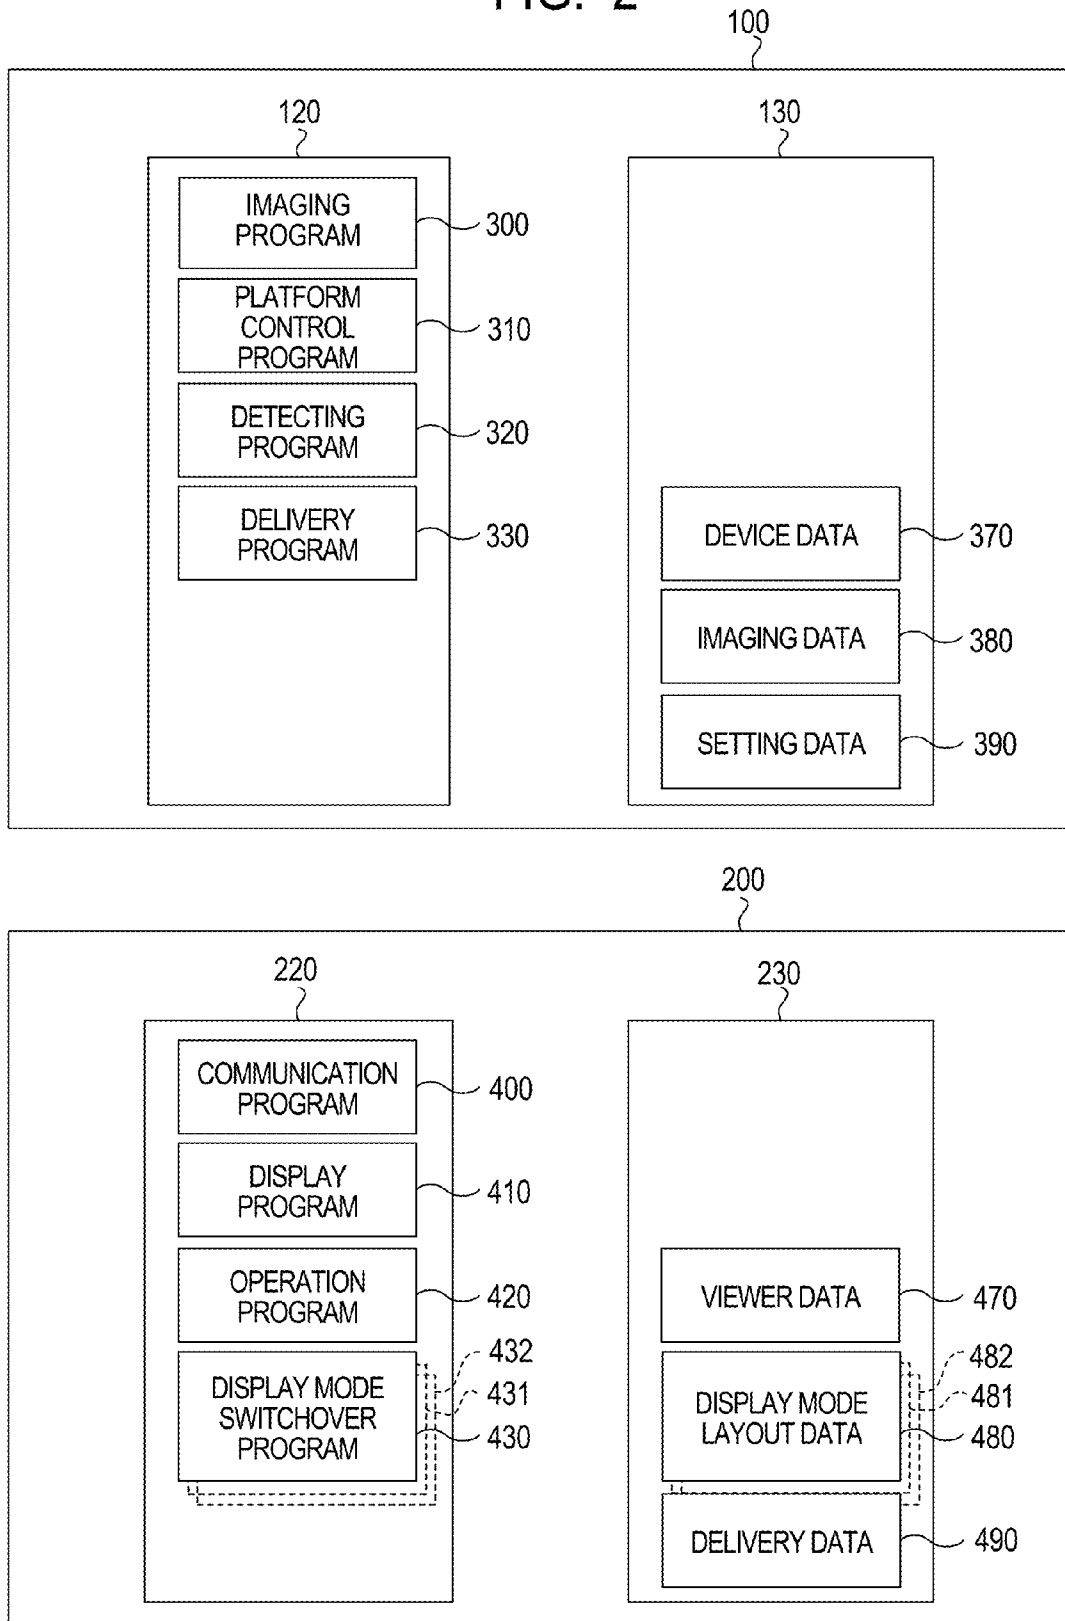 FIG. 2
100
120
130
IMAGING
PROGRAM
300
PLATFORM
CONTROL
PROGRAM
310
DETECTING
PROGRAM
320
DELIVERY
PROGRAM
330
DEVICE DATA
370
IMAGING DATA
380
SETTING DATA
390
200
220
230
COMMUNICATION
PROGRAM
400
DISPLAY
PROGRAM
410
OPERATION
PROGRAM
420
432
431
DISPLAY MODE
SWITCHOVER
PROGRAM
430
VIEWER DATA
470
482
481
DISPLAY MODE
LAYOUT DATA
480
DELIVERY DATA
490